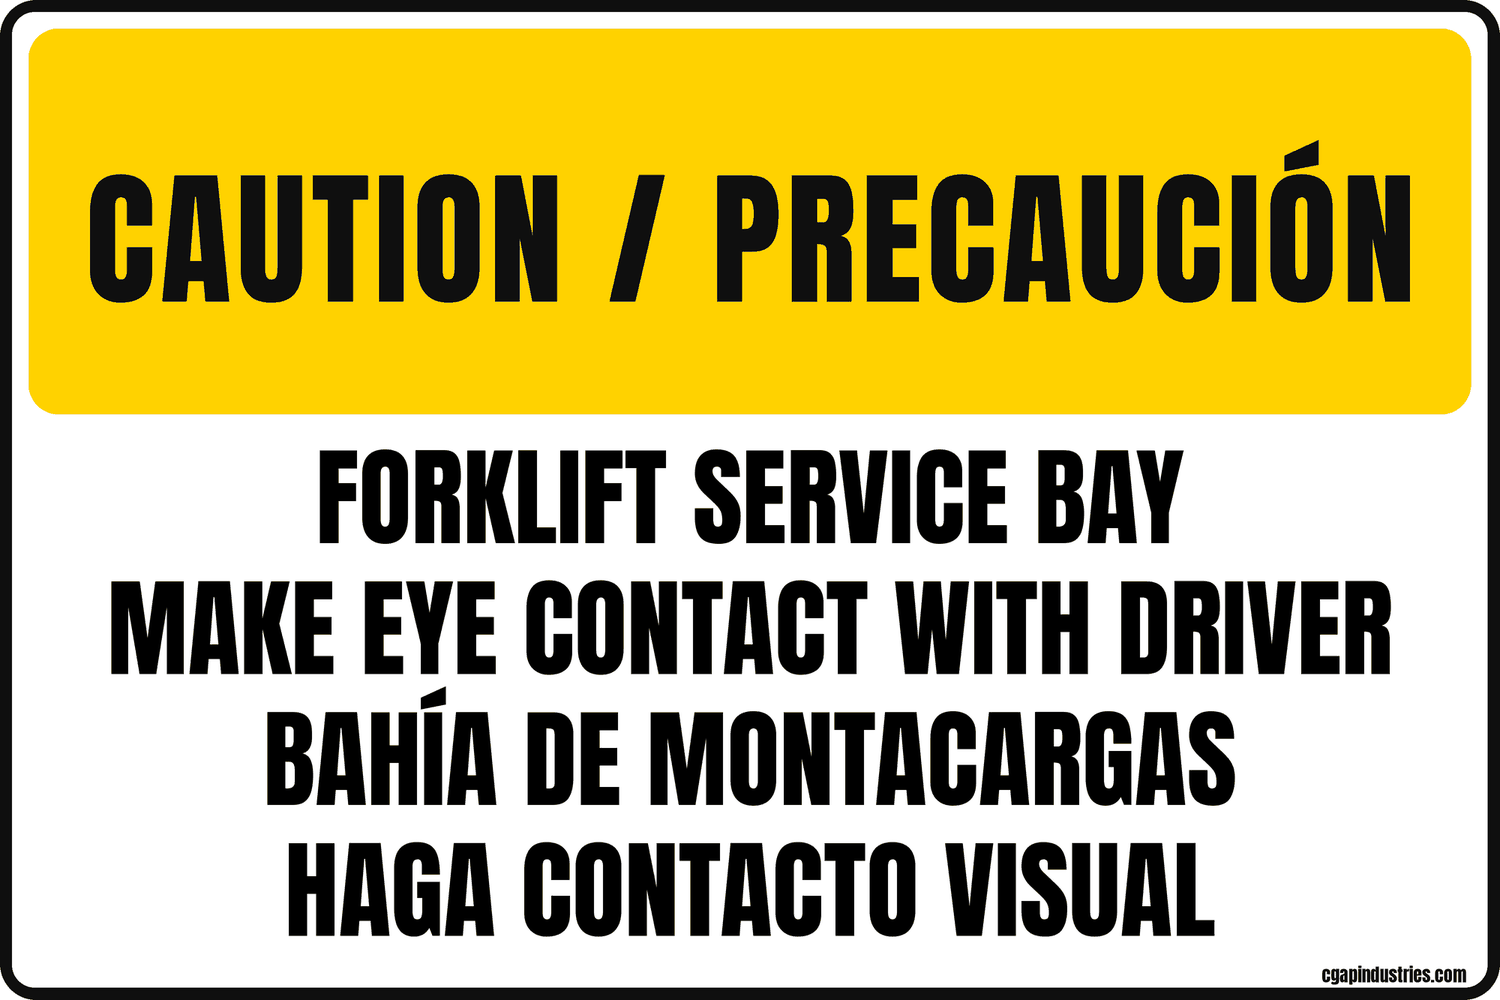 CAUTION / PRECAUCIÓN
FORKLIFT SERVICE BAY
MAKE EYE CONTACT WITH DRIVER
BAHÍA DE MONTACARGAS
HAGA CONTACTO VISUAL
cgapindustries.com